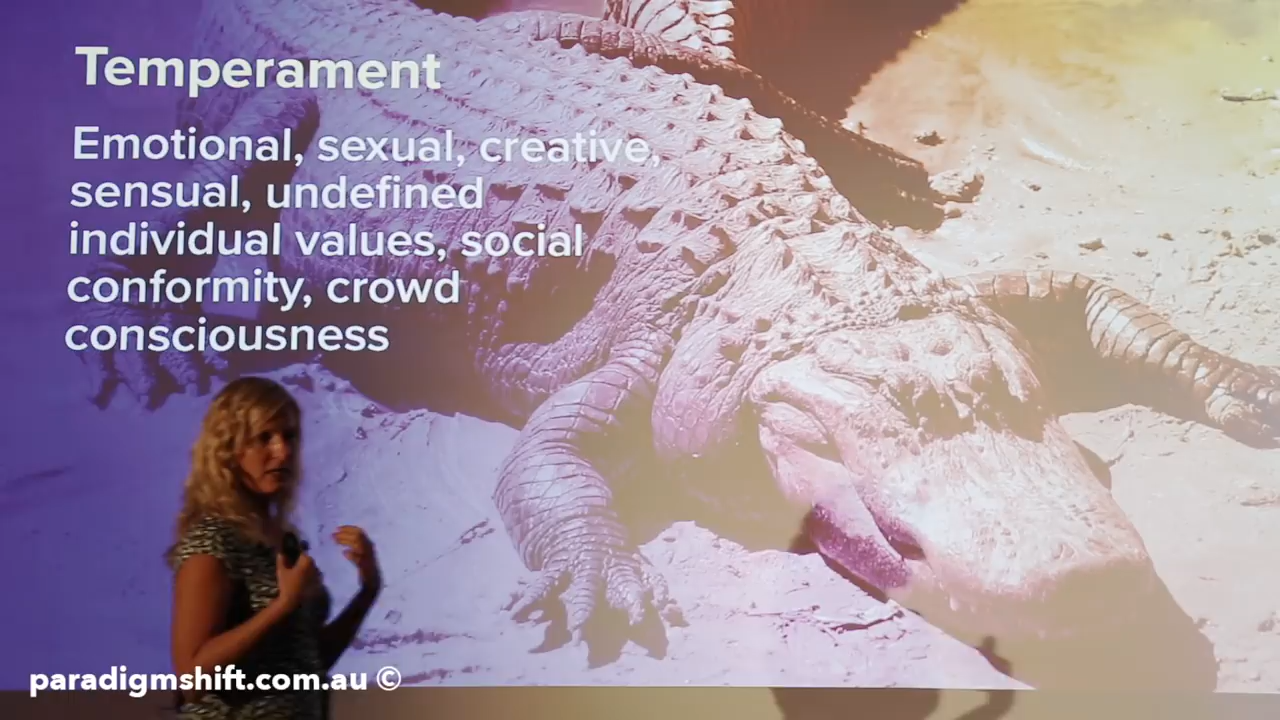 Temperament
Emotional, sexual, creative,
sensual, undefined
individual values, social
conformity, crowd
consciousness
paradigmshift.com.au ©